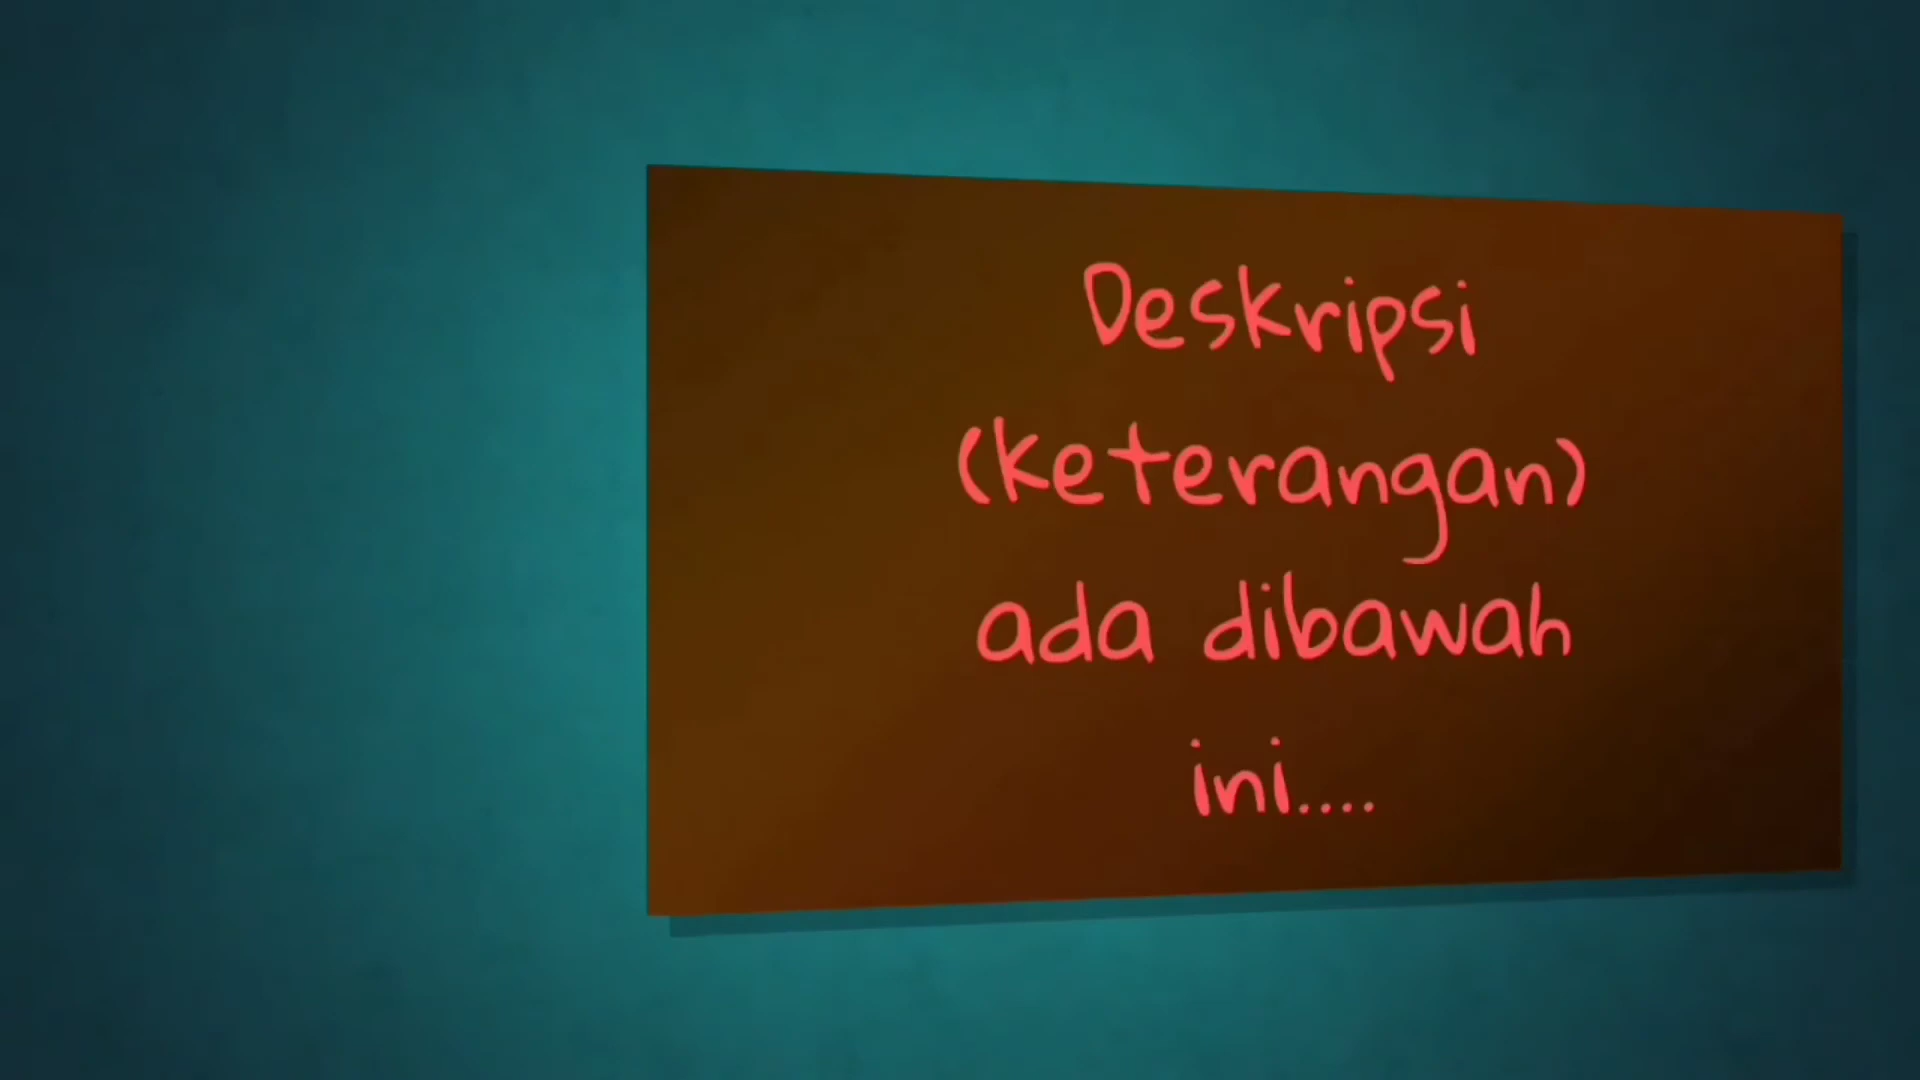 Deskripsi
(keterangan)
ada dibawah
ini....